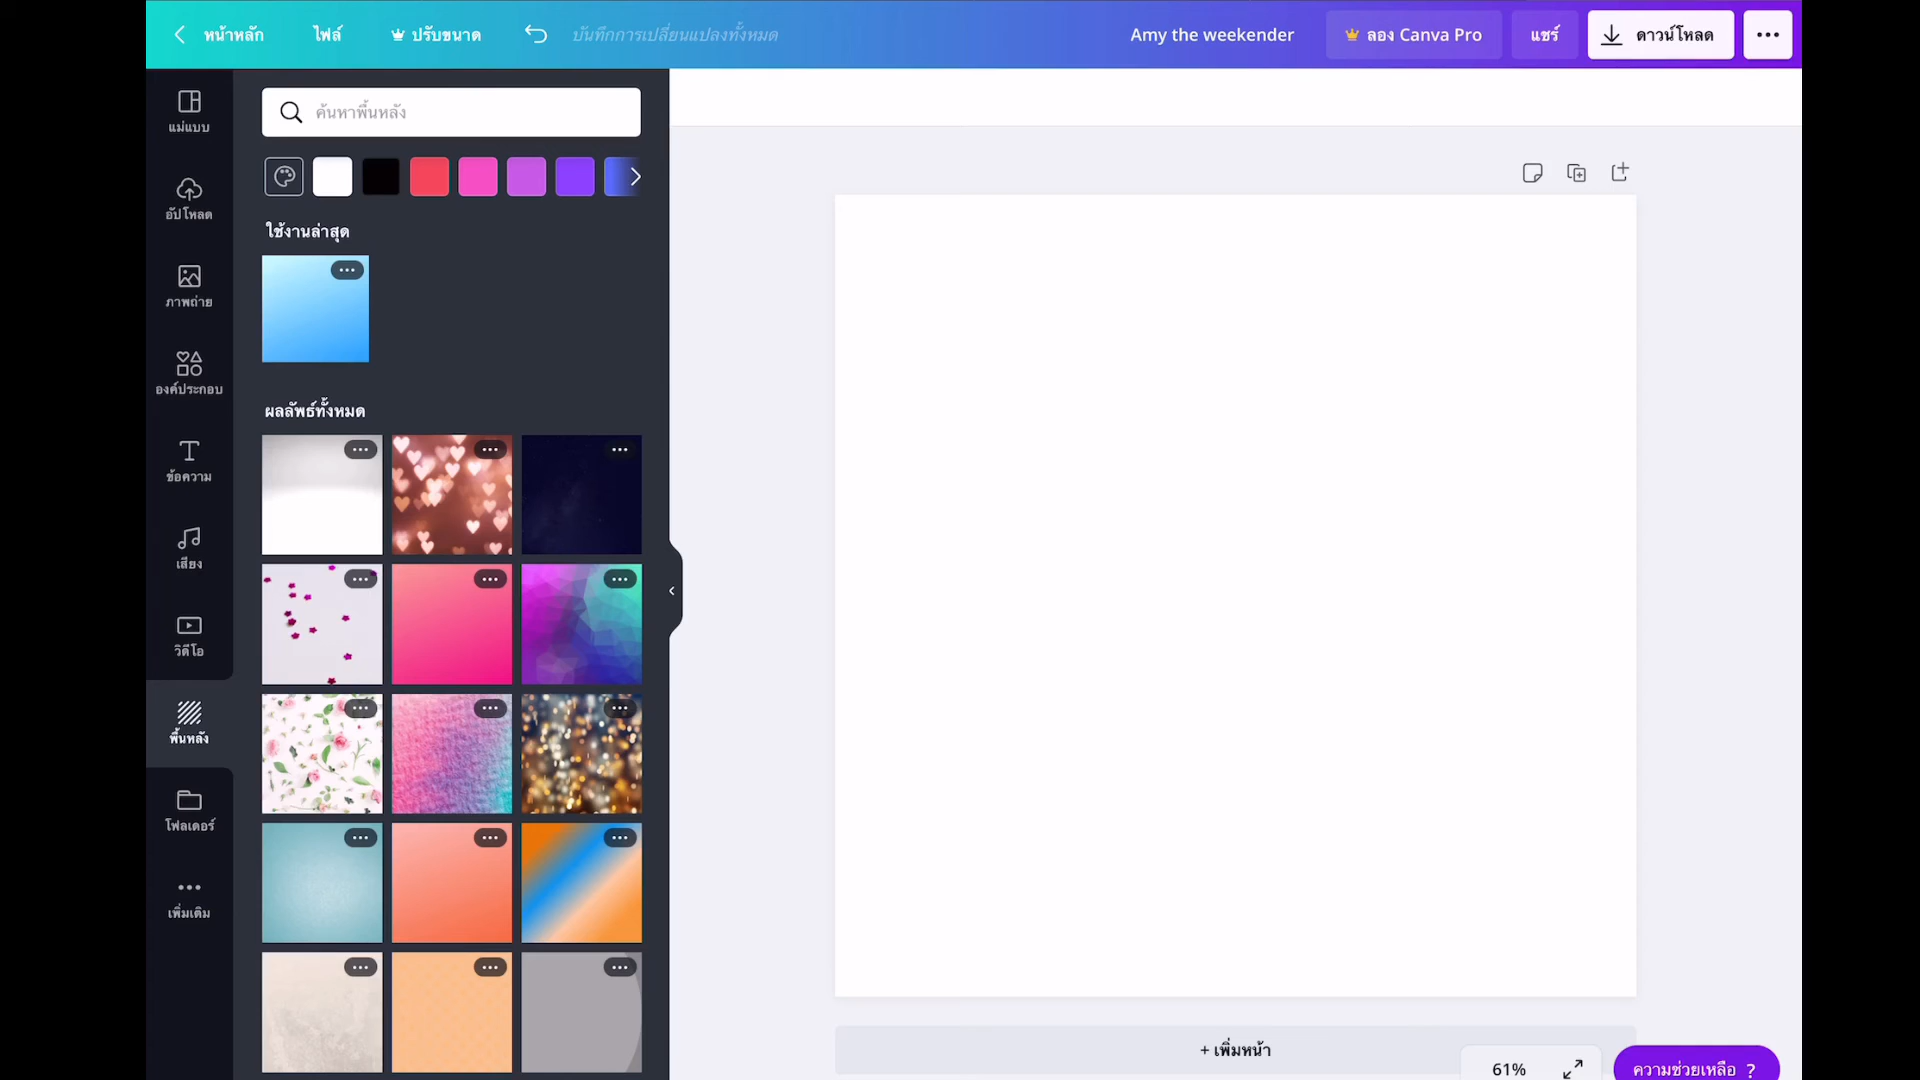 หน้าหลัก
ไฟล์
ปรับขนาด
บันทึกการเปลี่ยนแปลงทั้งหมด
Amy the weekender
ลอง Canva Pro
แชร์
ดาวน์โหลด
แม่แบบ
อัปโหลด
ภาพถ่าย
องค์ประกอบ
ข้อความ
เสียง
วิดีโอ
พื้นหลัง
โฟลเดอร์
เพิ่มเติม
ค้นหาพื้นหลัง
ใช้งานล่าสุด
ผลลัพธ์ทั้งหมด
+ เพิ่มหน้า
61%
ความช่วยเหลือ ?